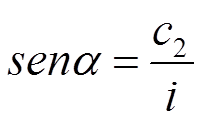 senα = c₂/i